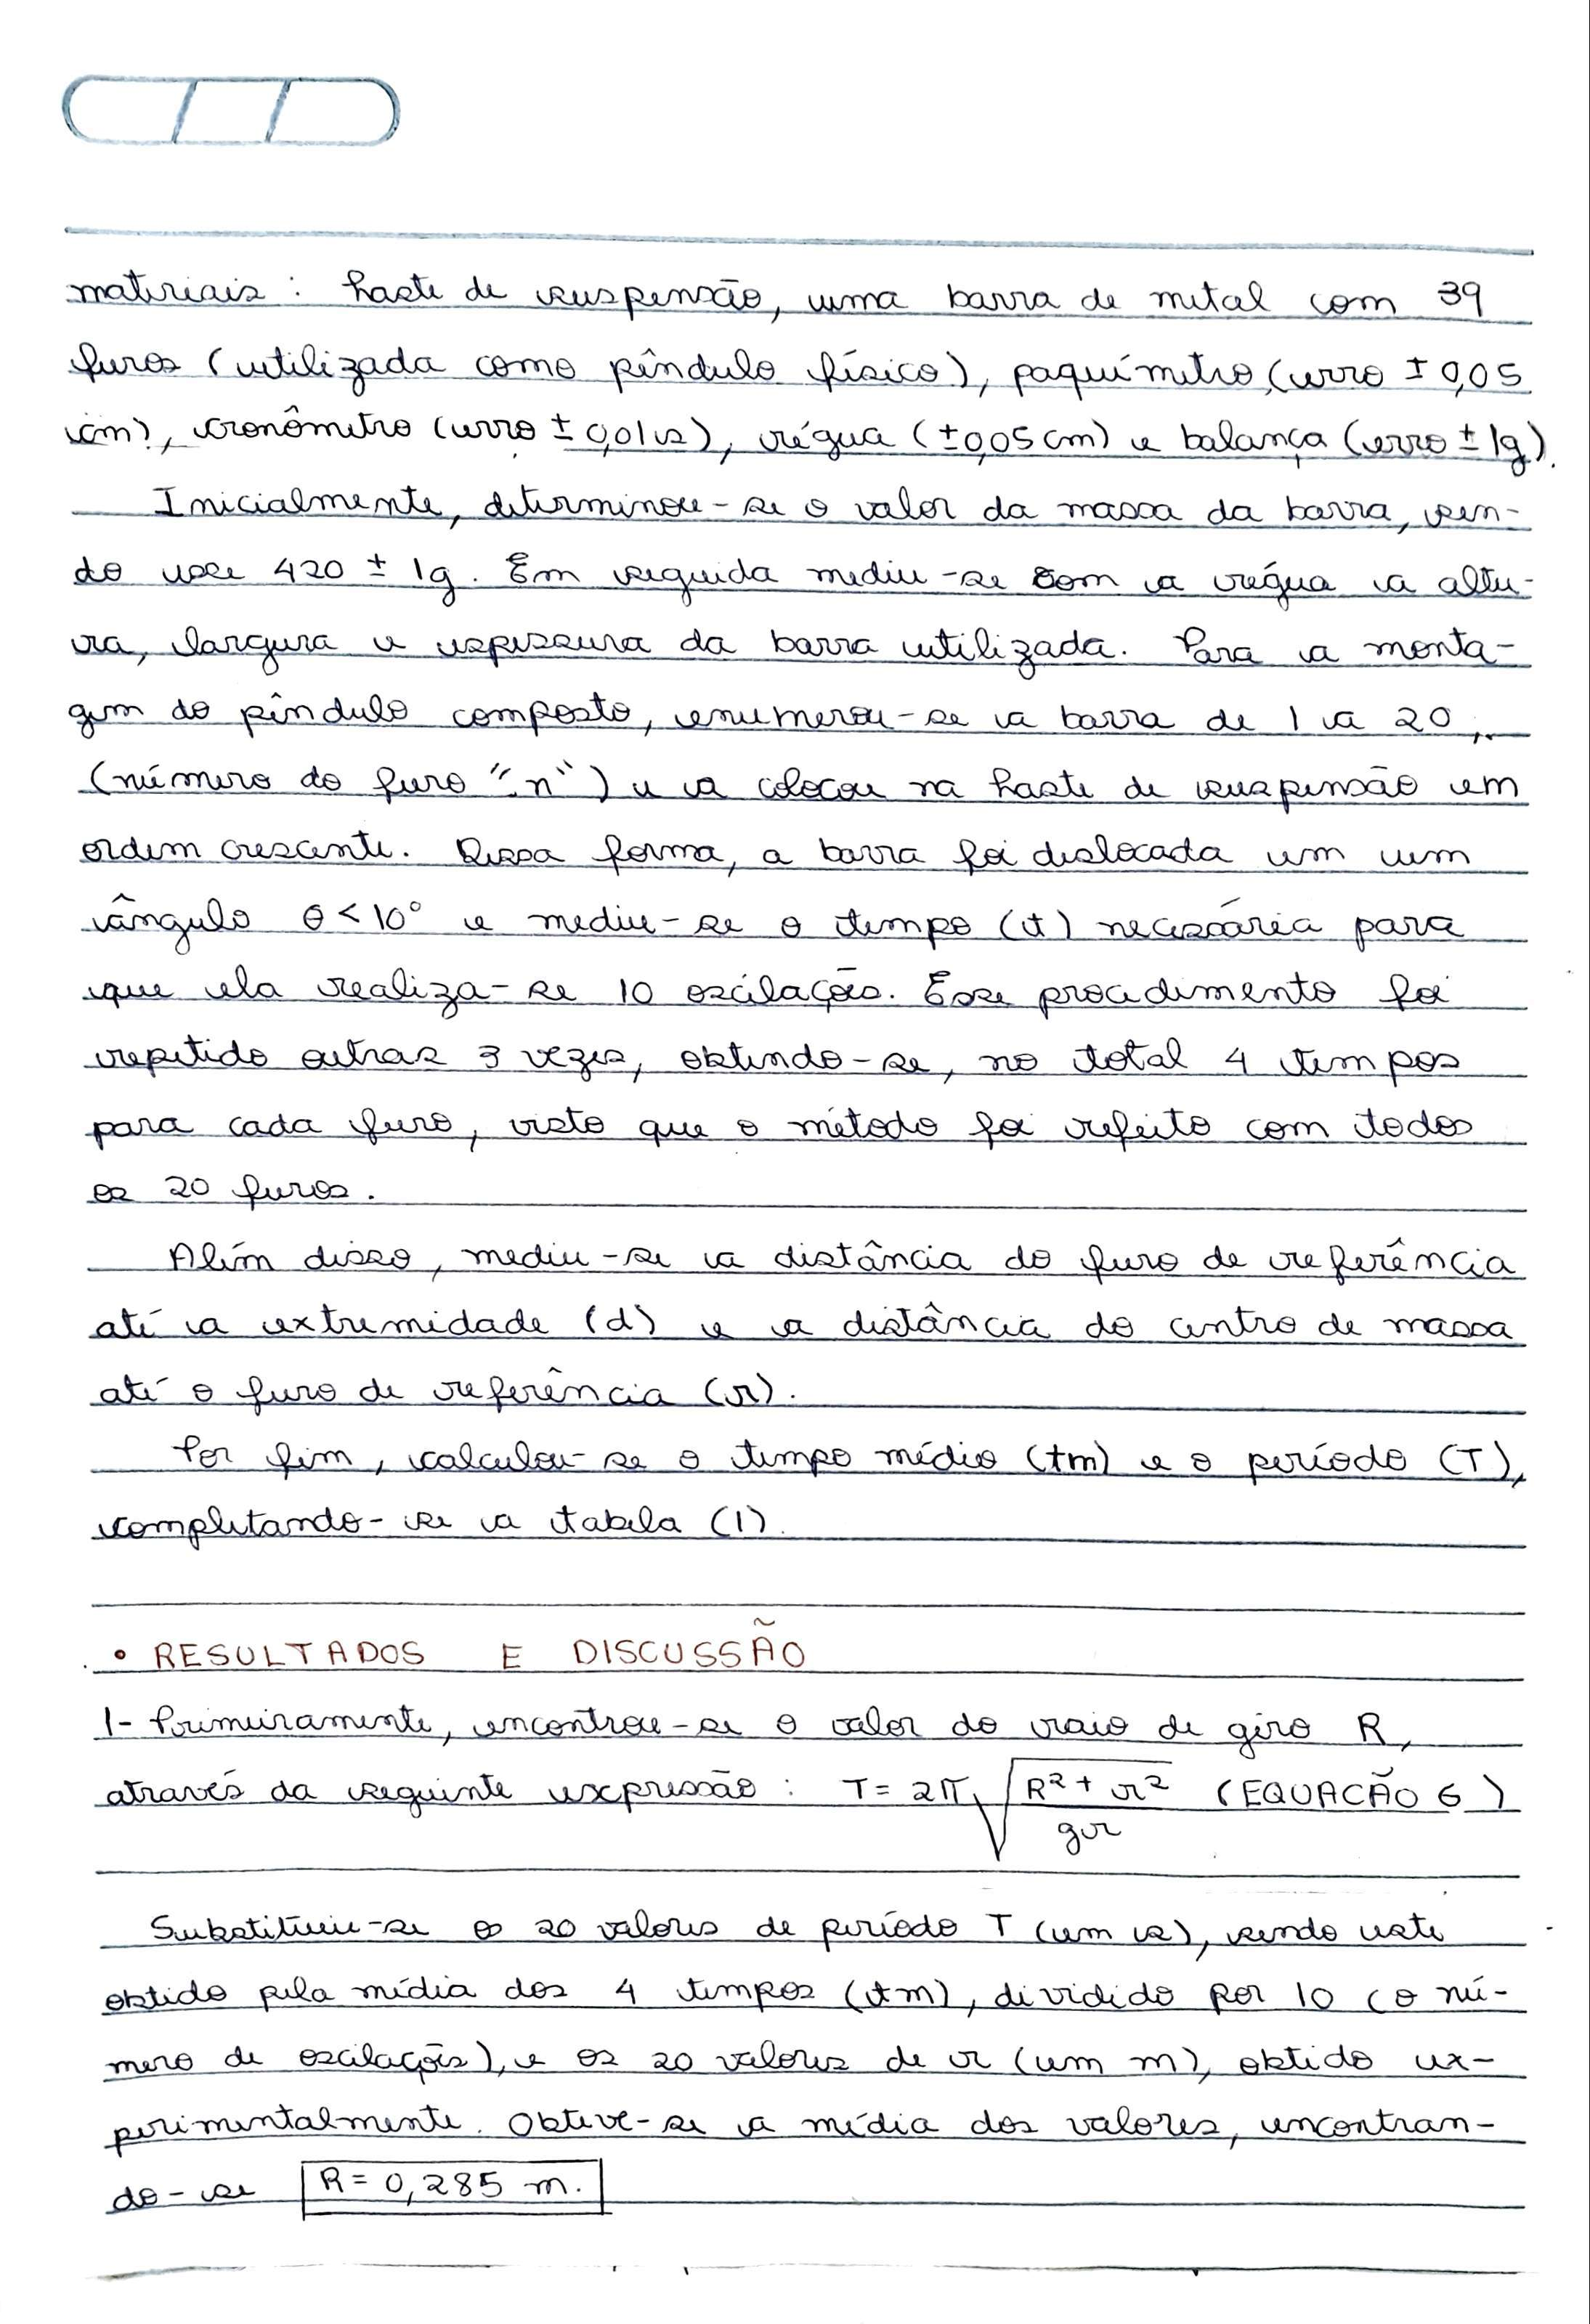 materiais : haste de suspensão, uma barra de metal com 39
furos (utilizada como pêndulo físico), paquímetro (erro ± 0,05
cm), cronômetro (erro ± 0,01 s), régua (±0,05 cm) e balança (erro ± 1g).
Inicialmente, determinou-se o valor da massa da barra, sen-
do esse 420 ± 1g. Em seguida mediu-se com a régua a altu-
ra, largura e espessura da barra utilizada. Para a monta-
gem do pêndulo composto, enumerou-se a barra de 1 a 20,
(número do furo "n") e a colocou na haste de suspensão em
ordem crescente. Dessa forma, a barra foi deslocada em um
ângulo θ < 10° e mediu-se o tempo (t) necessária para
que ela realiza-se 10 oscilações. Esse procedimento foi
repetido outras 3 vezes, obtendo-se, no total 4 tempos
para cada furo, visto que o método foi refeito com todos
os 20 furos.
Além disso, mediu-se a distância do furo de referência
até a extremidade (d) e a distância do centro de massa
até o furo de referência (r).
Por fim, calculou-se o tempo médio (tm) e o período (T),
completando-se a tabela (1).
• RESULTADOS E DISCUSSÃO
1- Primeiramente, encontrou-se o valor do raio de giro R,
através da seguinte expressão : T = 2π √((R² + r²)/gr) (EQUAÇÃO 6)
Substituiu-se os 20 valores de período T (em s), sendo este
obtido pela média dos 4 tempos (tm), dividido por 10 (o nú-
mero de oscilações), e os 20 valores de r (em m), obtido ex-
perimentalmente. Obteve-se a média dos valores, encontran-
do-se R = 0,285 m.